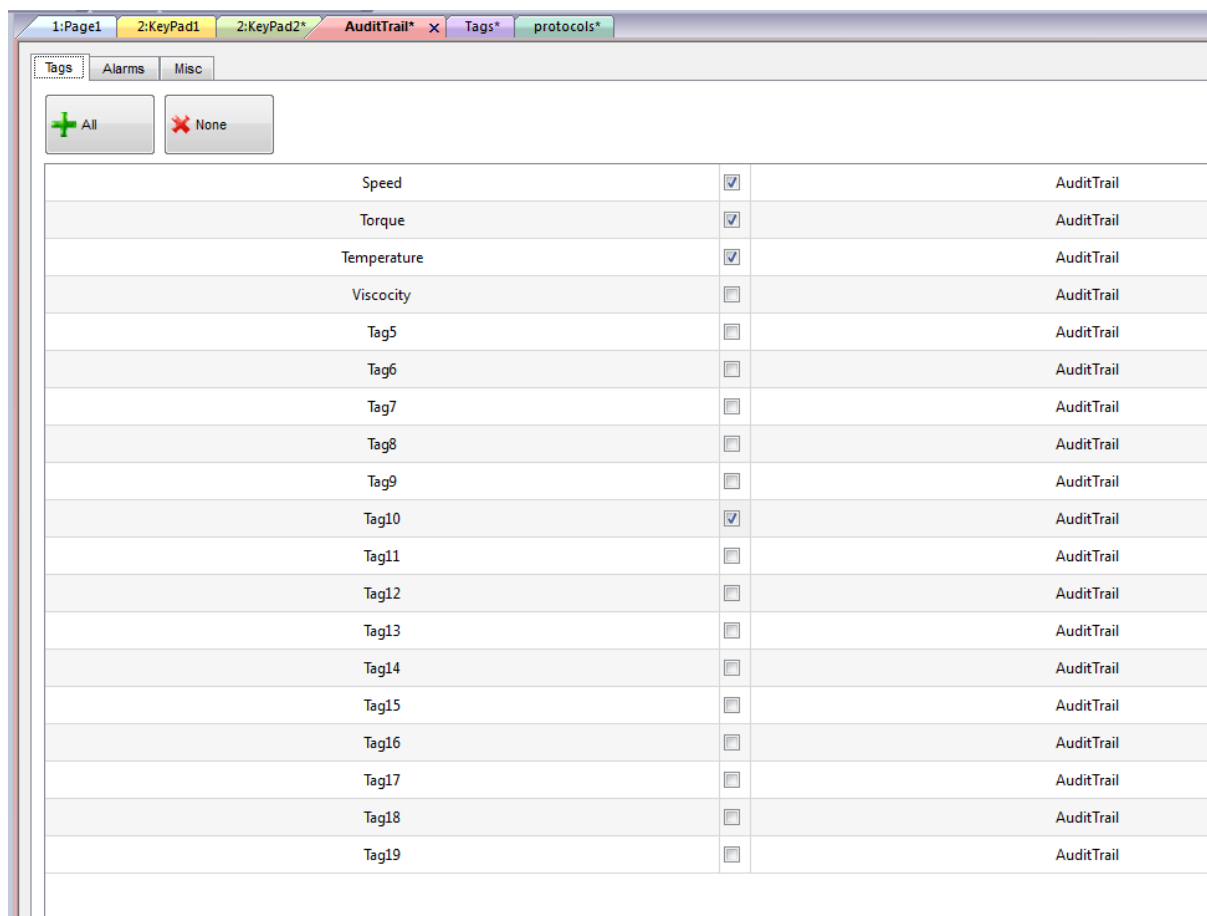 1:Page1 2:KeyPad1 2:KeyPad2* AuditTrail* X Tags* protocols*
Tags Alarms Misc
All None
Speed AuditTrail
Torque AuditTrail
Temperature AuditTrail
Viscocity AuditTrail
Tag5 AuditTrail
Tag6 AuditTrail
Tag7 AuditTrail
Tag8 AuditTrail
Tag9 AuditTrail
Tag10 AuditTrail
Tag11 AuditTrail
Tag12 AuditTrail
Tag13 AuditTrail
Tag14 AuditTrail
Tag15 AuditTrail
Tag16 AuditTrail
Tag17 AuditTrail
Tag18 AuditTrail
Tag19 AuditTrail